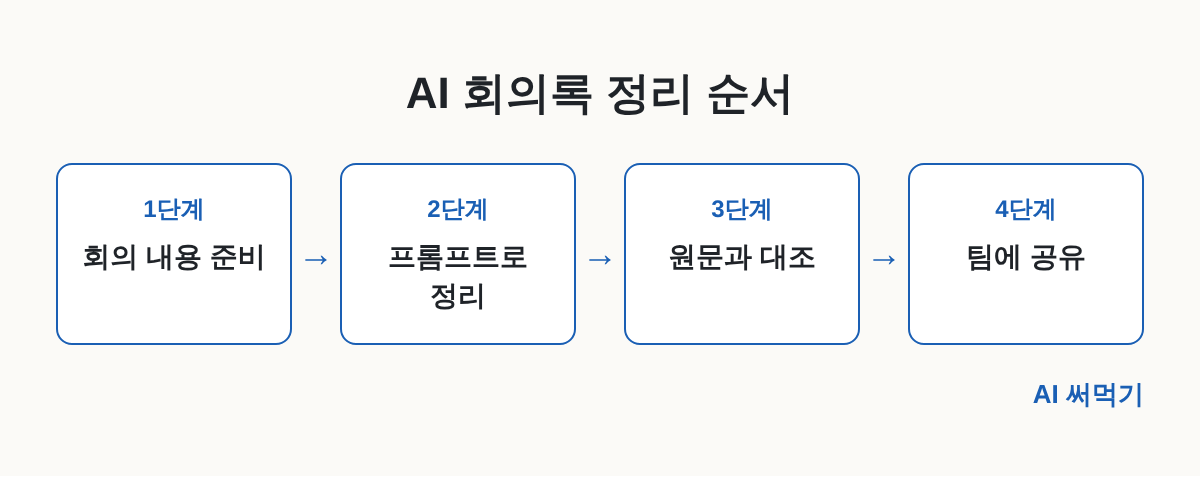 AI 회의록 정리 순서
1단계
회의 내용 준비
→
2단계
프롬프트로
정리
→
3단계
원문과 대조
→
4단계
팀에 공유
AI 써먹기